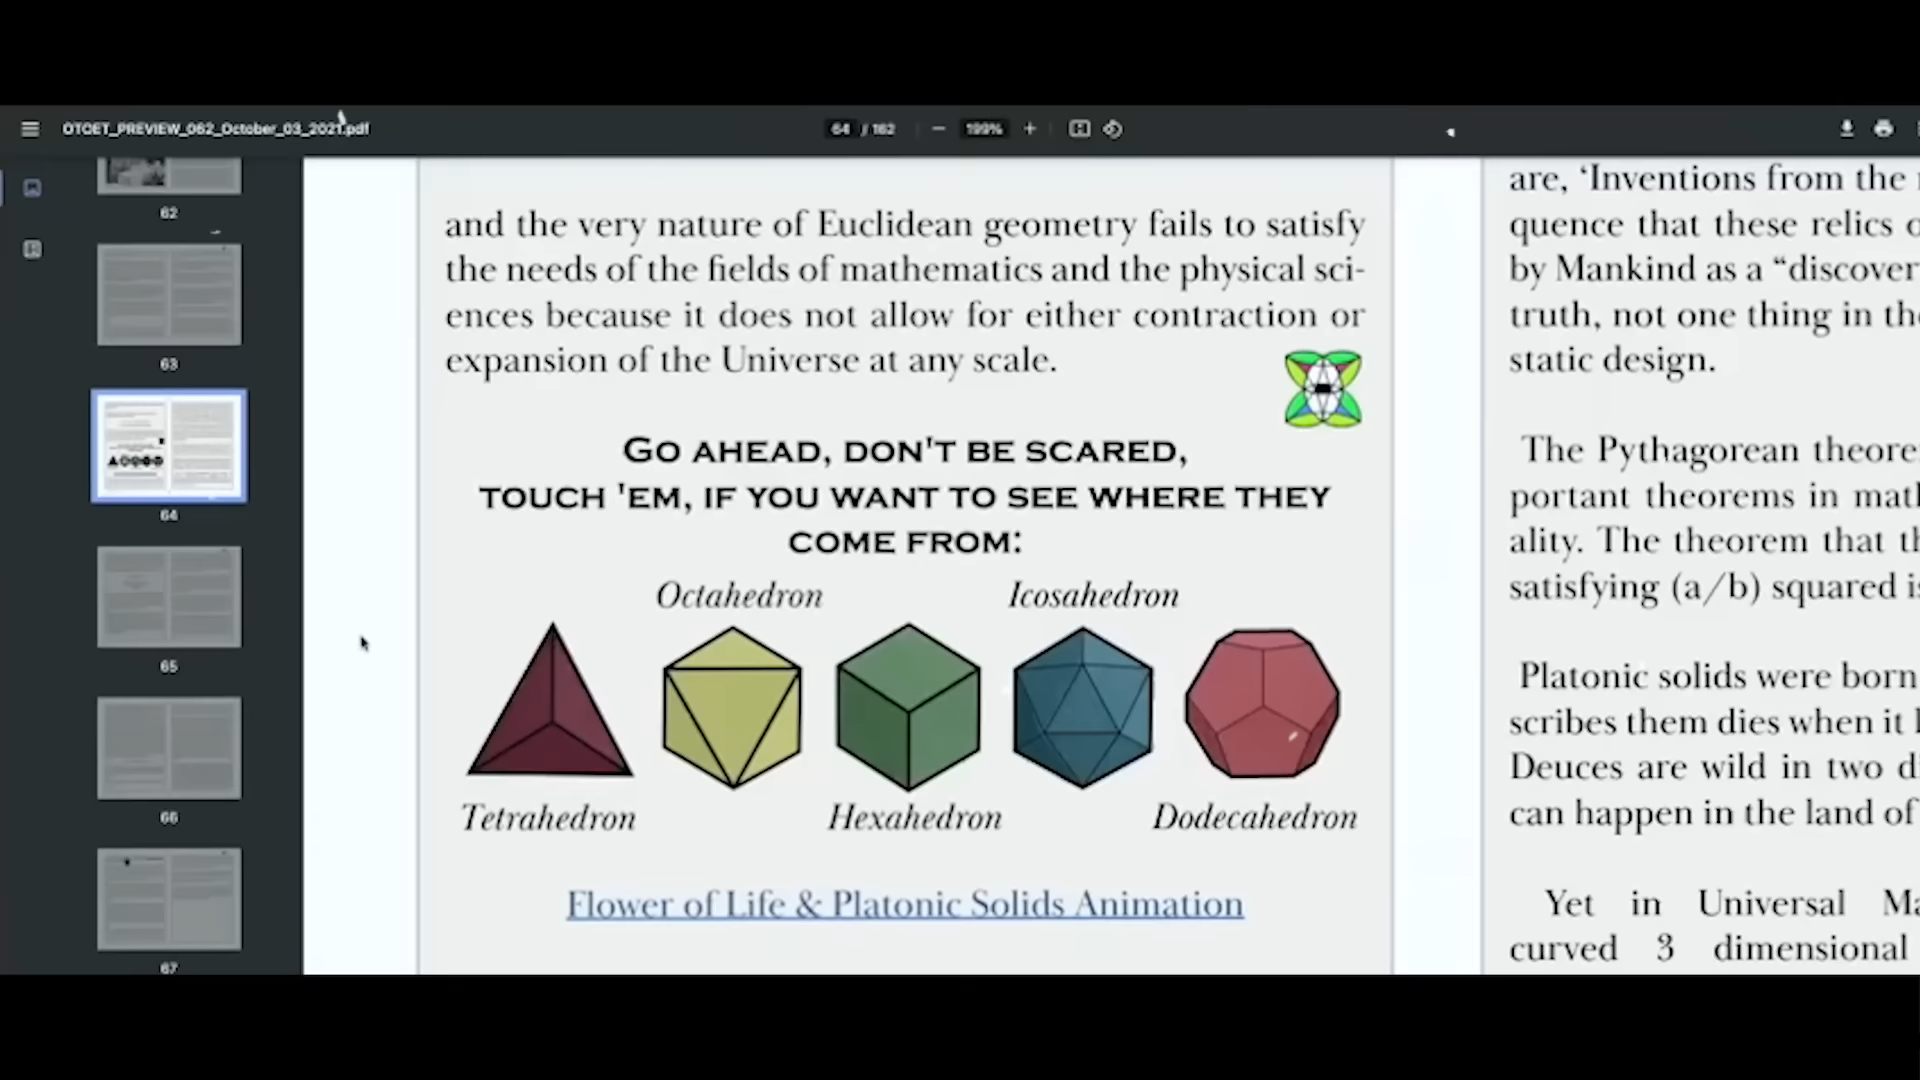 OTOET_PREVIEW_062_October_03_2021.pdf
64 / 162
199%
62
63
64
65
66
67
and the very nature of Euclidean geometry fails to satisfy
the needs of the fields of mathematics and the physical sci-
ences because it does not allow for either contraction or
expansion of the Universe at any scale.
GO AHEAD, DON'T BE SCARED,
TOUCH 'EM, IF YOU WANT TO SEE WHERE THEY
COME FROM:
Octahedron Icosahedron
Tetrahedron Hexahedron Dodecahedron
Flower of Life & Platonic Solids Animation
are, ‘Inventions from the
quence that these relics
by Mankind as a “discover
truth, not one thing in
static design.
The Pythagorean theore
portant theorems in mat
ality. The theorem that
satisfying (a/b) squared
Platonic solids were born
scribes them dies when it
Deuces are wild in two
can happen in the land of
Yet in Universal
curved 3 dimensional